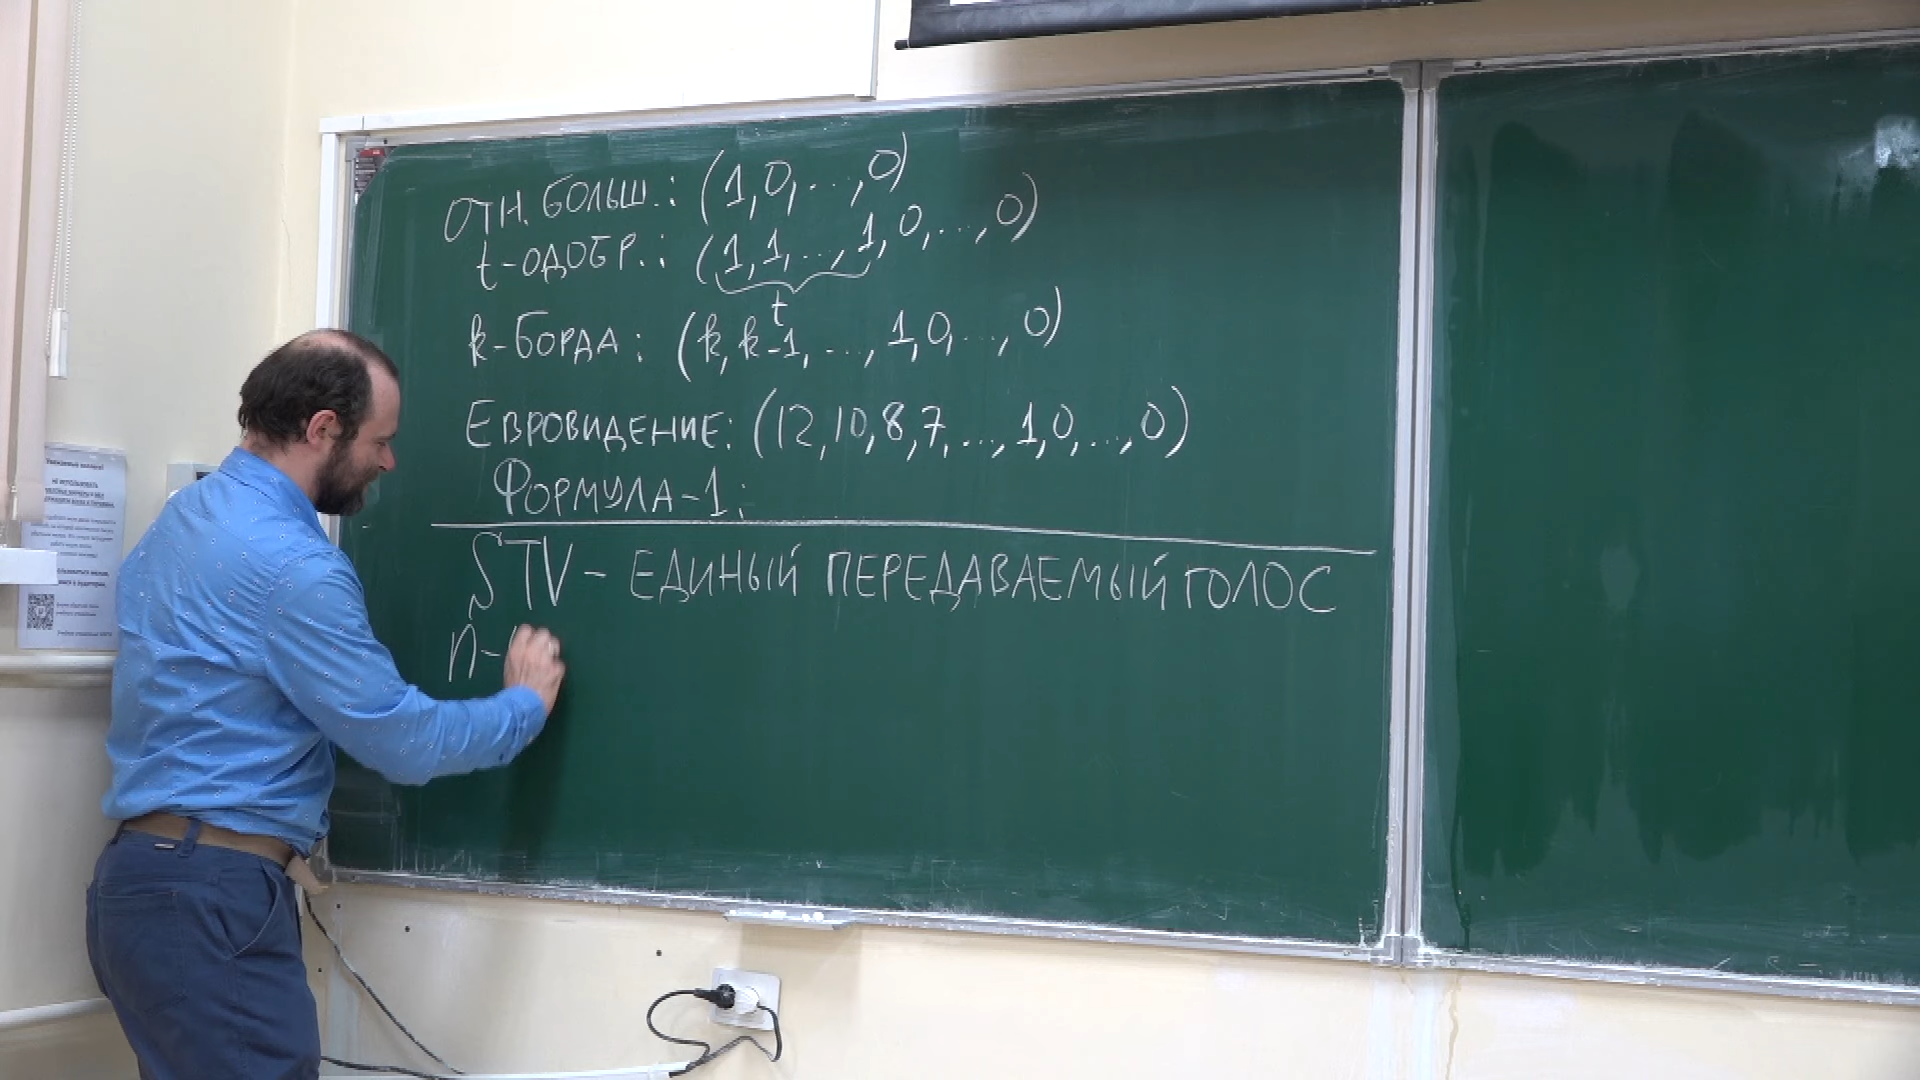 ОТН. БОЛЬШ.: (1,0,...,0)
t-ОДОБР.: (1,1,...,1,0,...,0)
t
k-БОРДА: (k,k-1,...,1,0,...,0)
ЕВРОВИДЕНИЕ: (12,10,8,7,...,1,0,...,0)
ФОРМУЛА-1:
STV - ЕДИНЫЙ ПЕРЕДАВАЕМЫЙ ГОЛОС
n-